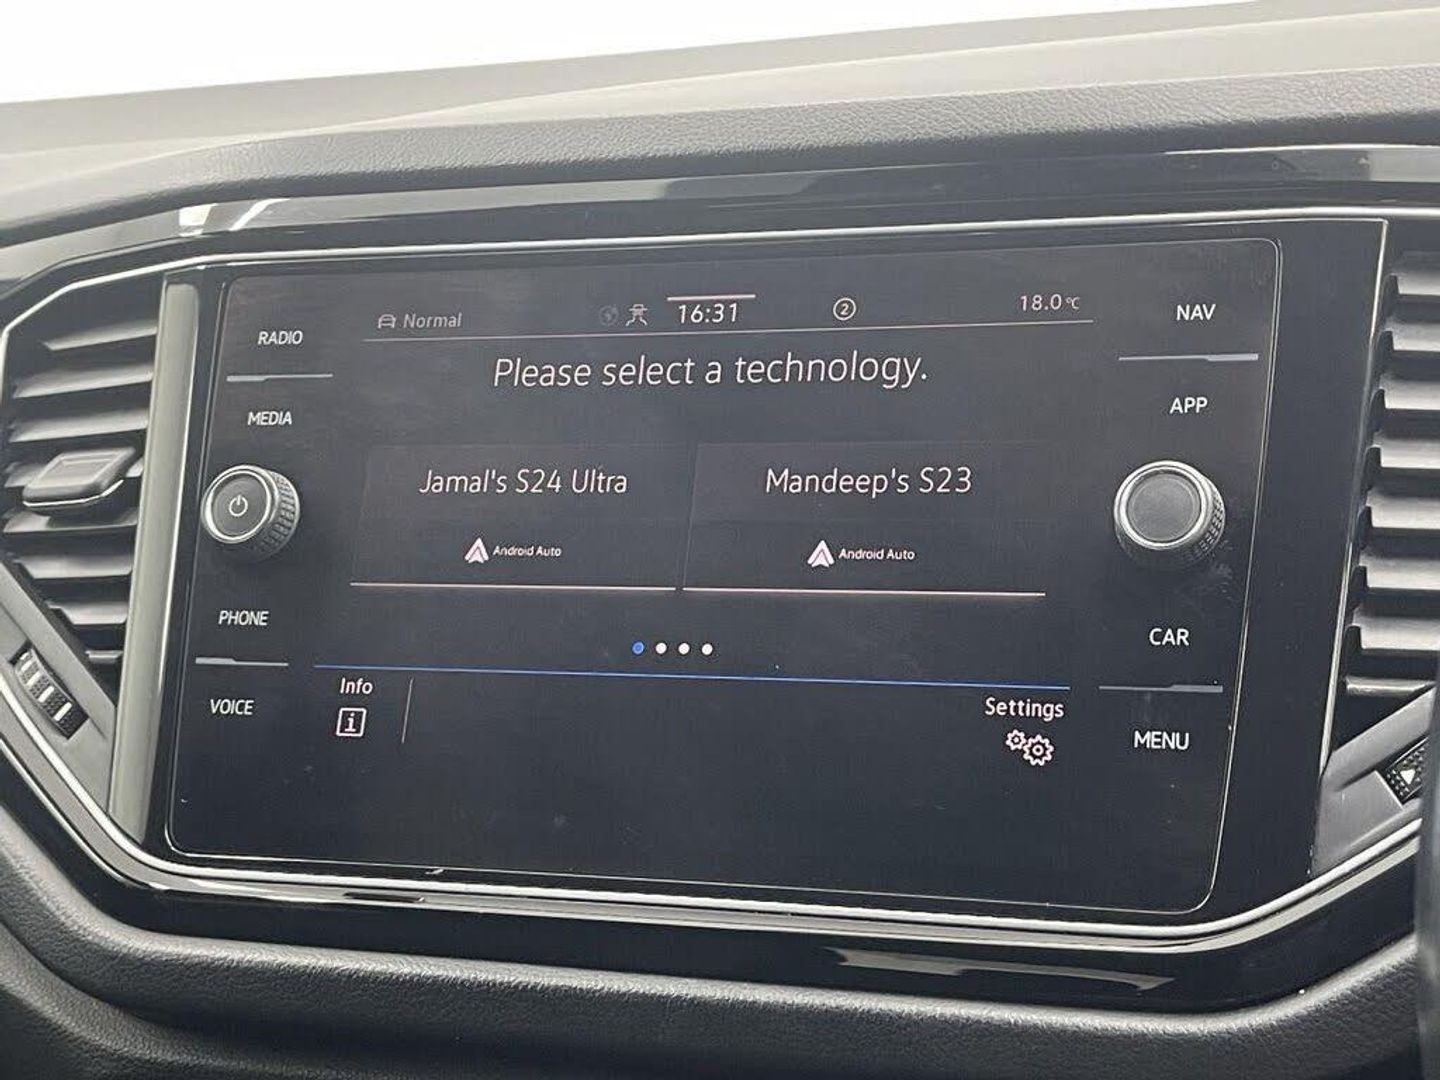 RADIO
MEDIA
PHONE
VOICE
Normal
16:31
2
18.0°C
Please select a technology.
Jamal's S24 Ultra
Android Auto
Mandeep's S23
Android Auto
Info
i
Settings
NAV
APP
CAR
MENU